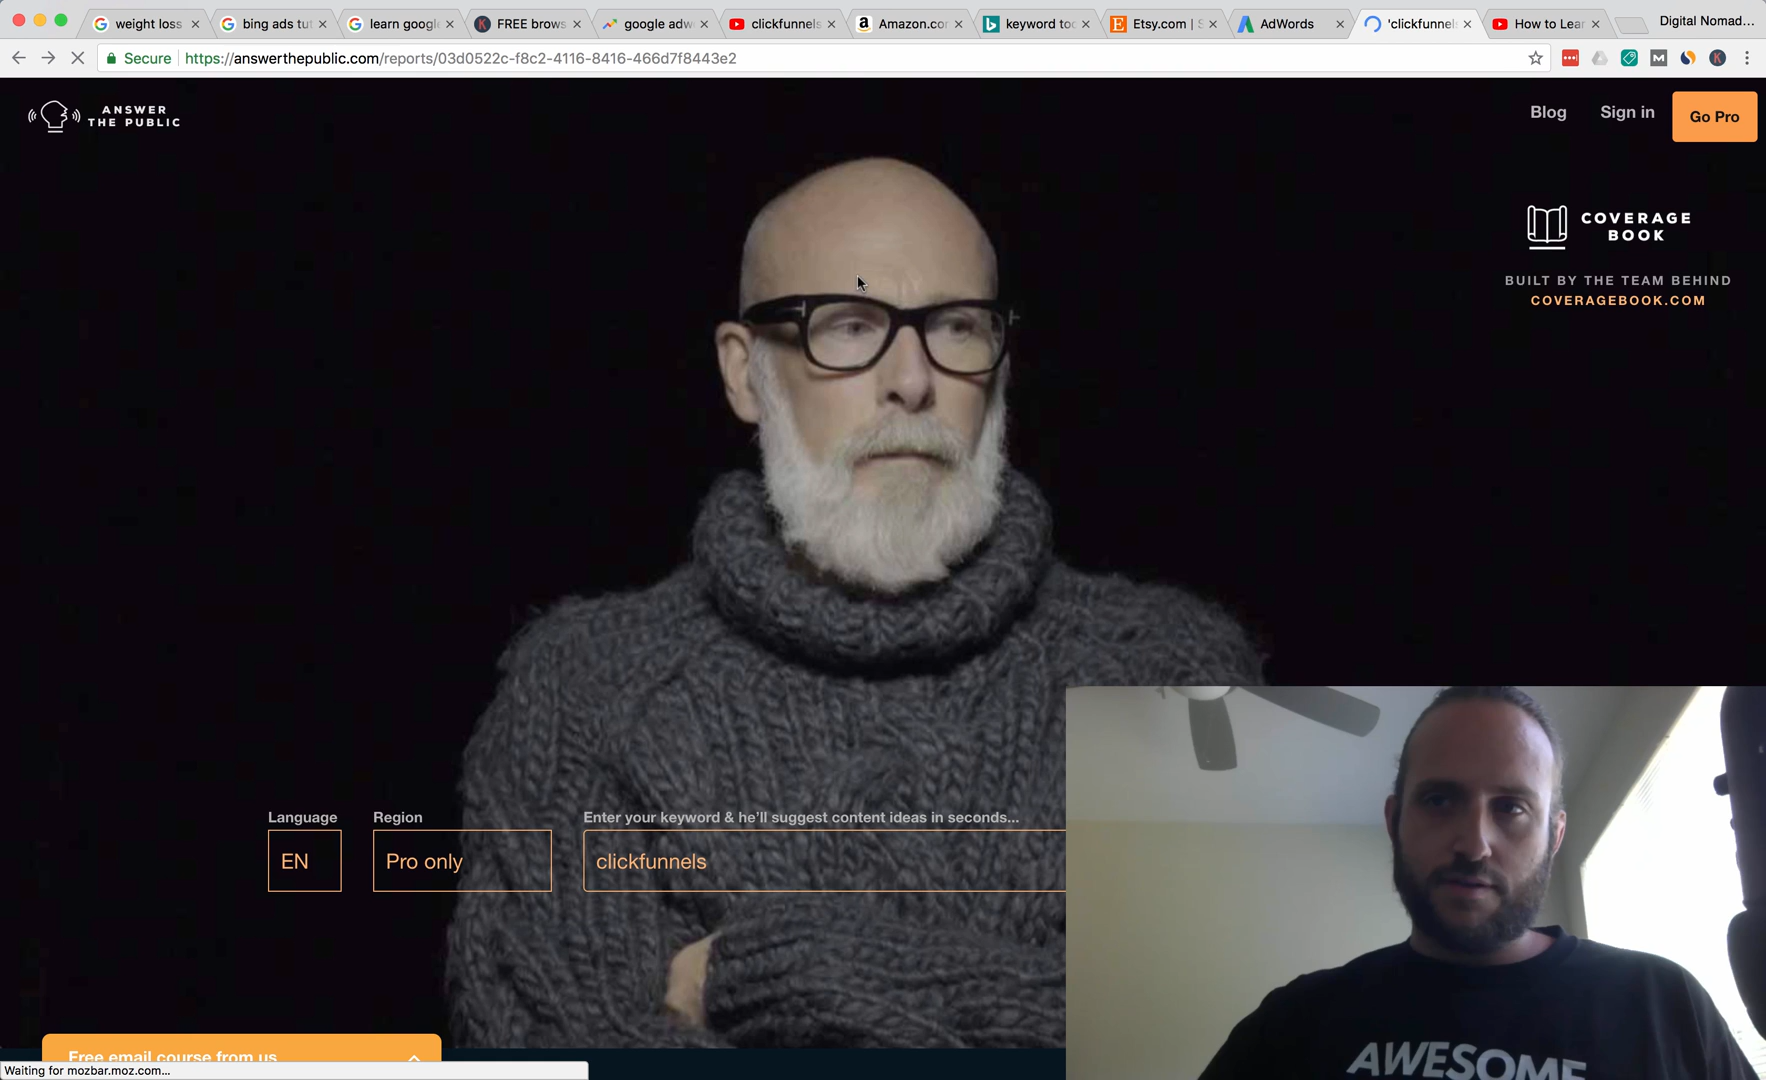 weight loss
bing ads tut
learn google
FREE brows
google adw
clickfunnels
Amazon.co
keyword too
Etsy.com | S
AdWords
'clickfunnel
How to Lear
Digital Nomad...
Secure
https://answerthepublic.com/reports/03d0522c-f8c2-4116-8416-466d7f8443e2
ANSWER
THE PUBLIC
Blog
Sign in
Go Pro
COVERAGE
BOOK
BUILT BY THE TEAM BEHIND
COVERAGEBOOK.COM
Language
Region
Enter your keyword & he'll suggest content ideas in seconds...
EN
Pro only
clickfunnels
Free email course from us
Waiting for mozbar.moz.com...
AWESOME